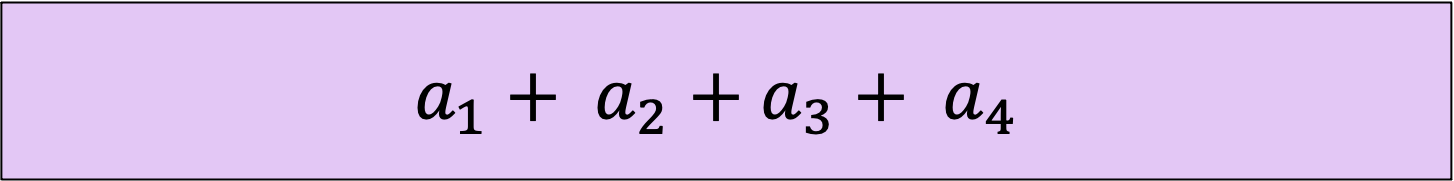 a₁ + a₂ + a₃ + a₄